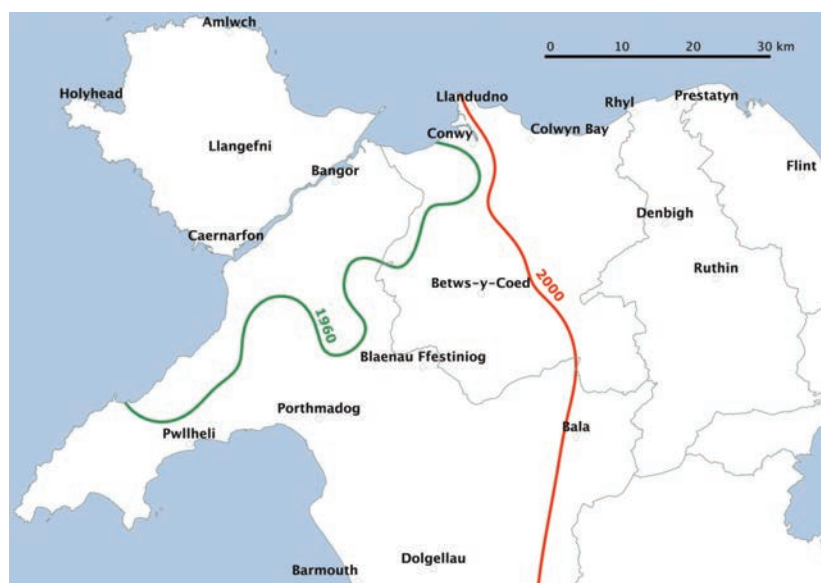 Amlwch
0 10 20 30 km
Holyhead
Llandudno
Rhyl
Prestatyn
Conwy
Colwyn Bay
Llangefni
Bangor
Flint
Denbigh
Caernarfon
Ruthin
Betws-y-Coed
2000
1960
Blaenau Ffestiniog
Porthmadog
Pwllheli
Bala
Dolgellau
Barmouth